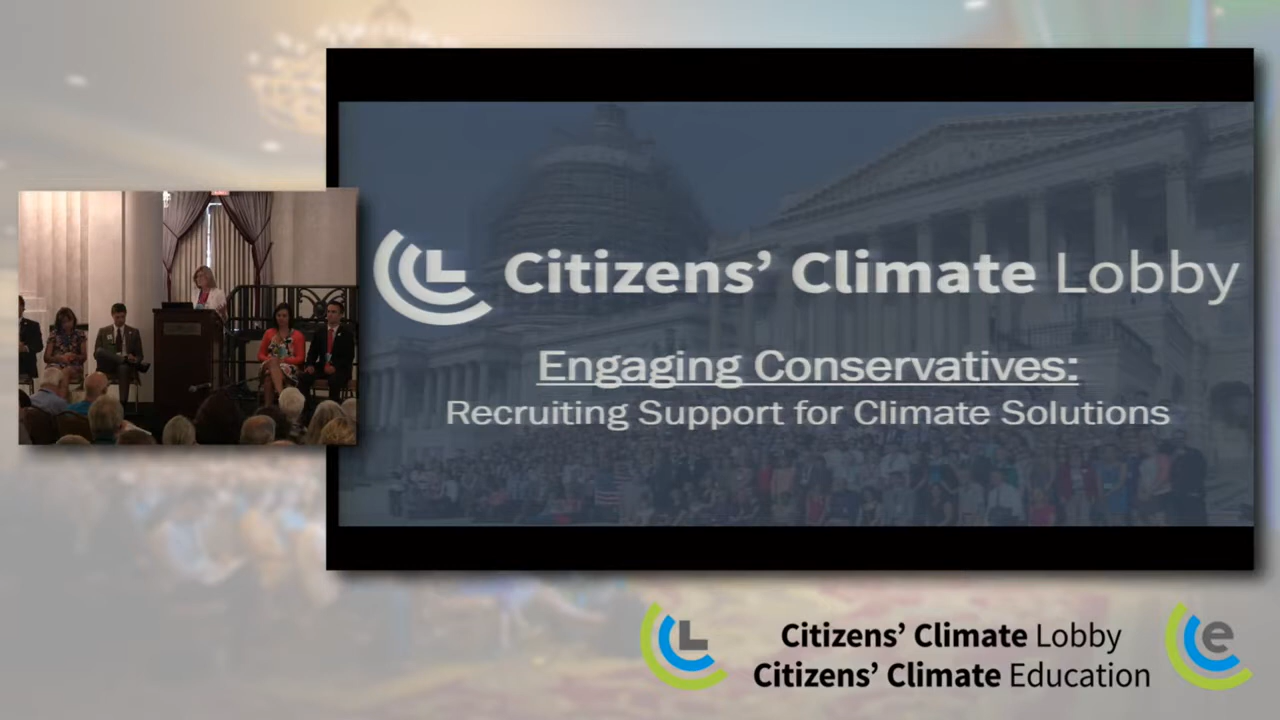 Citizens' Climate Lobby
Engaging Conservatives:
Recruiting Support for Climate Solutions
Citizens' Climate Lobby
Citizens' Climate Education